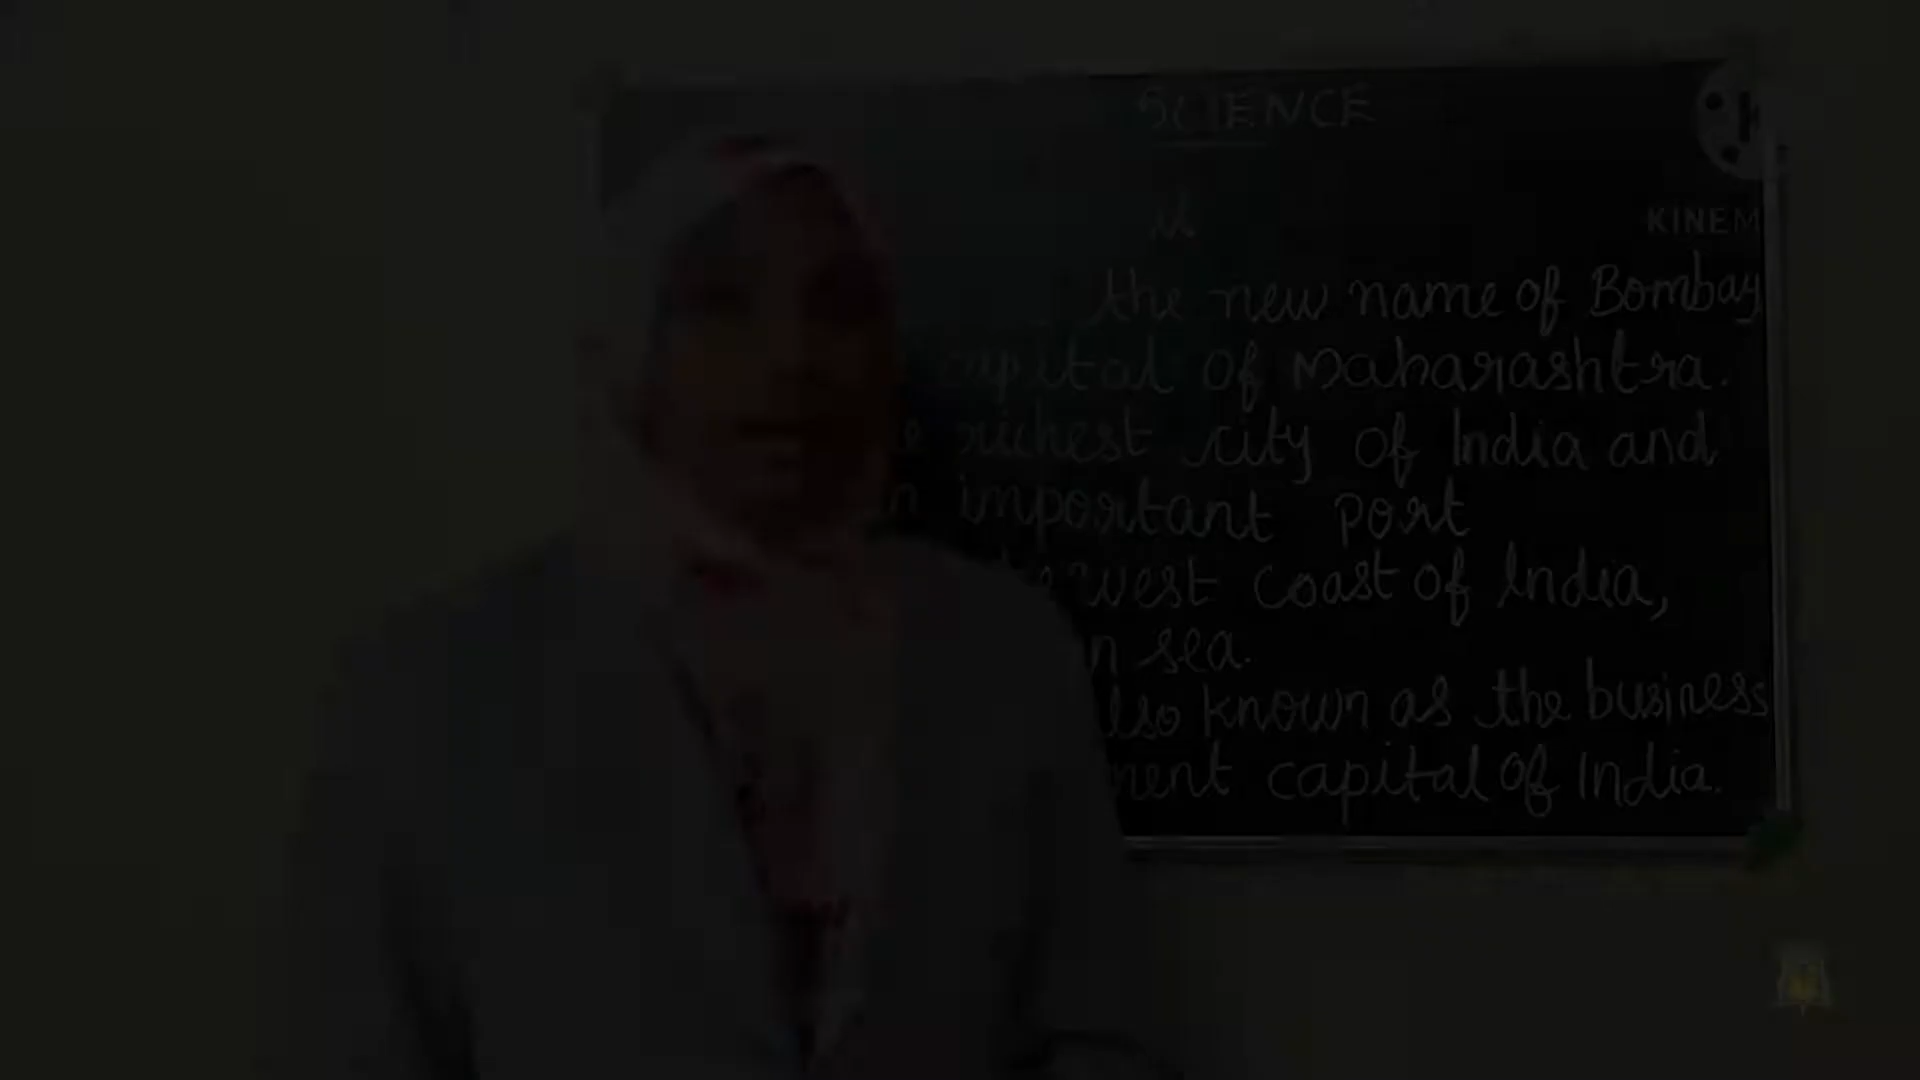 SCIENCE
KINEM
the new name of Bombay
capital of Maharashtra.
richest city of India and
important port
west coast of India,
sea.
known as the business
capital of India.